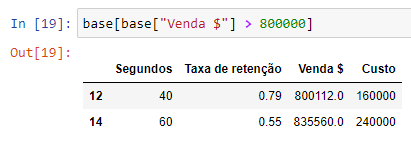 In [19]: base[base["Venda $"] > 800000]
Out[19]:
Segundos Taxa de retenção Venda $ Custo
12 40 0.79 800112.0 160000
14 60 0.55 835560.0 240000